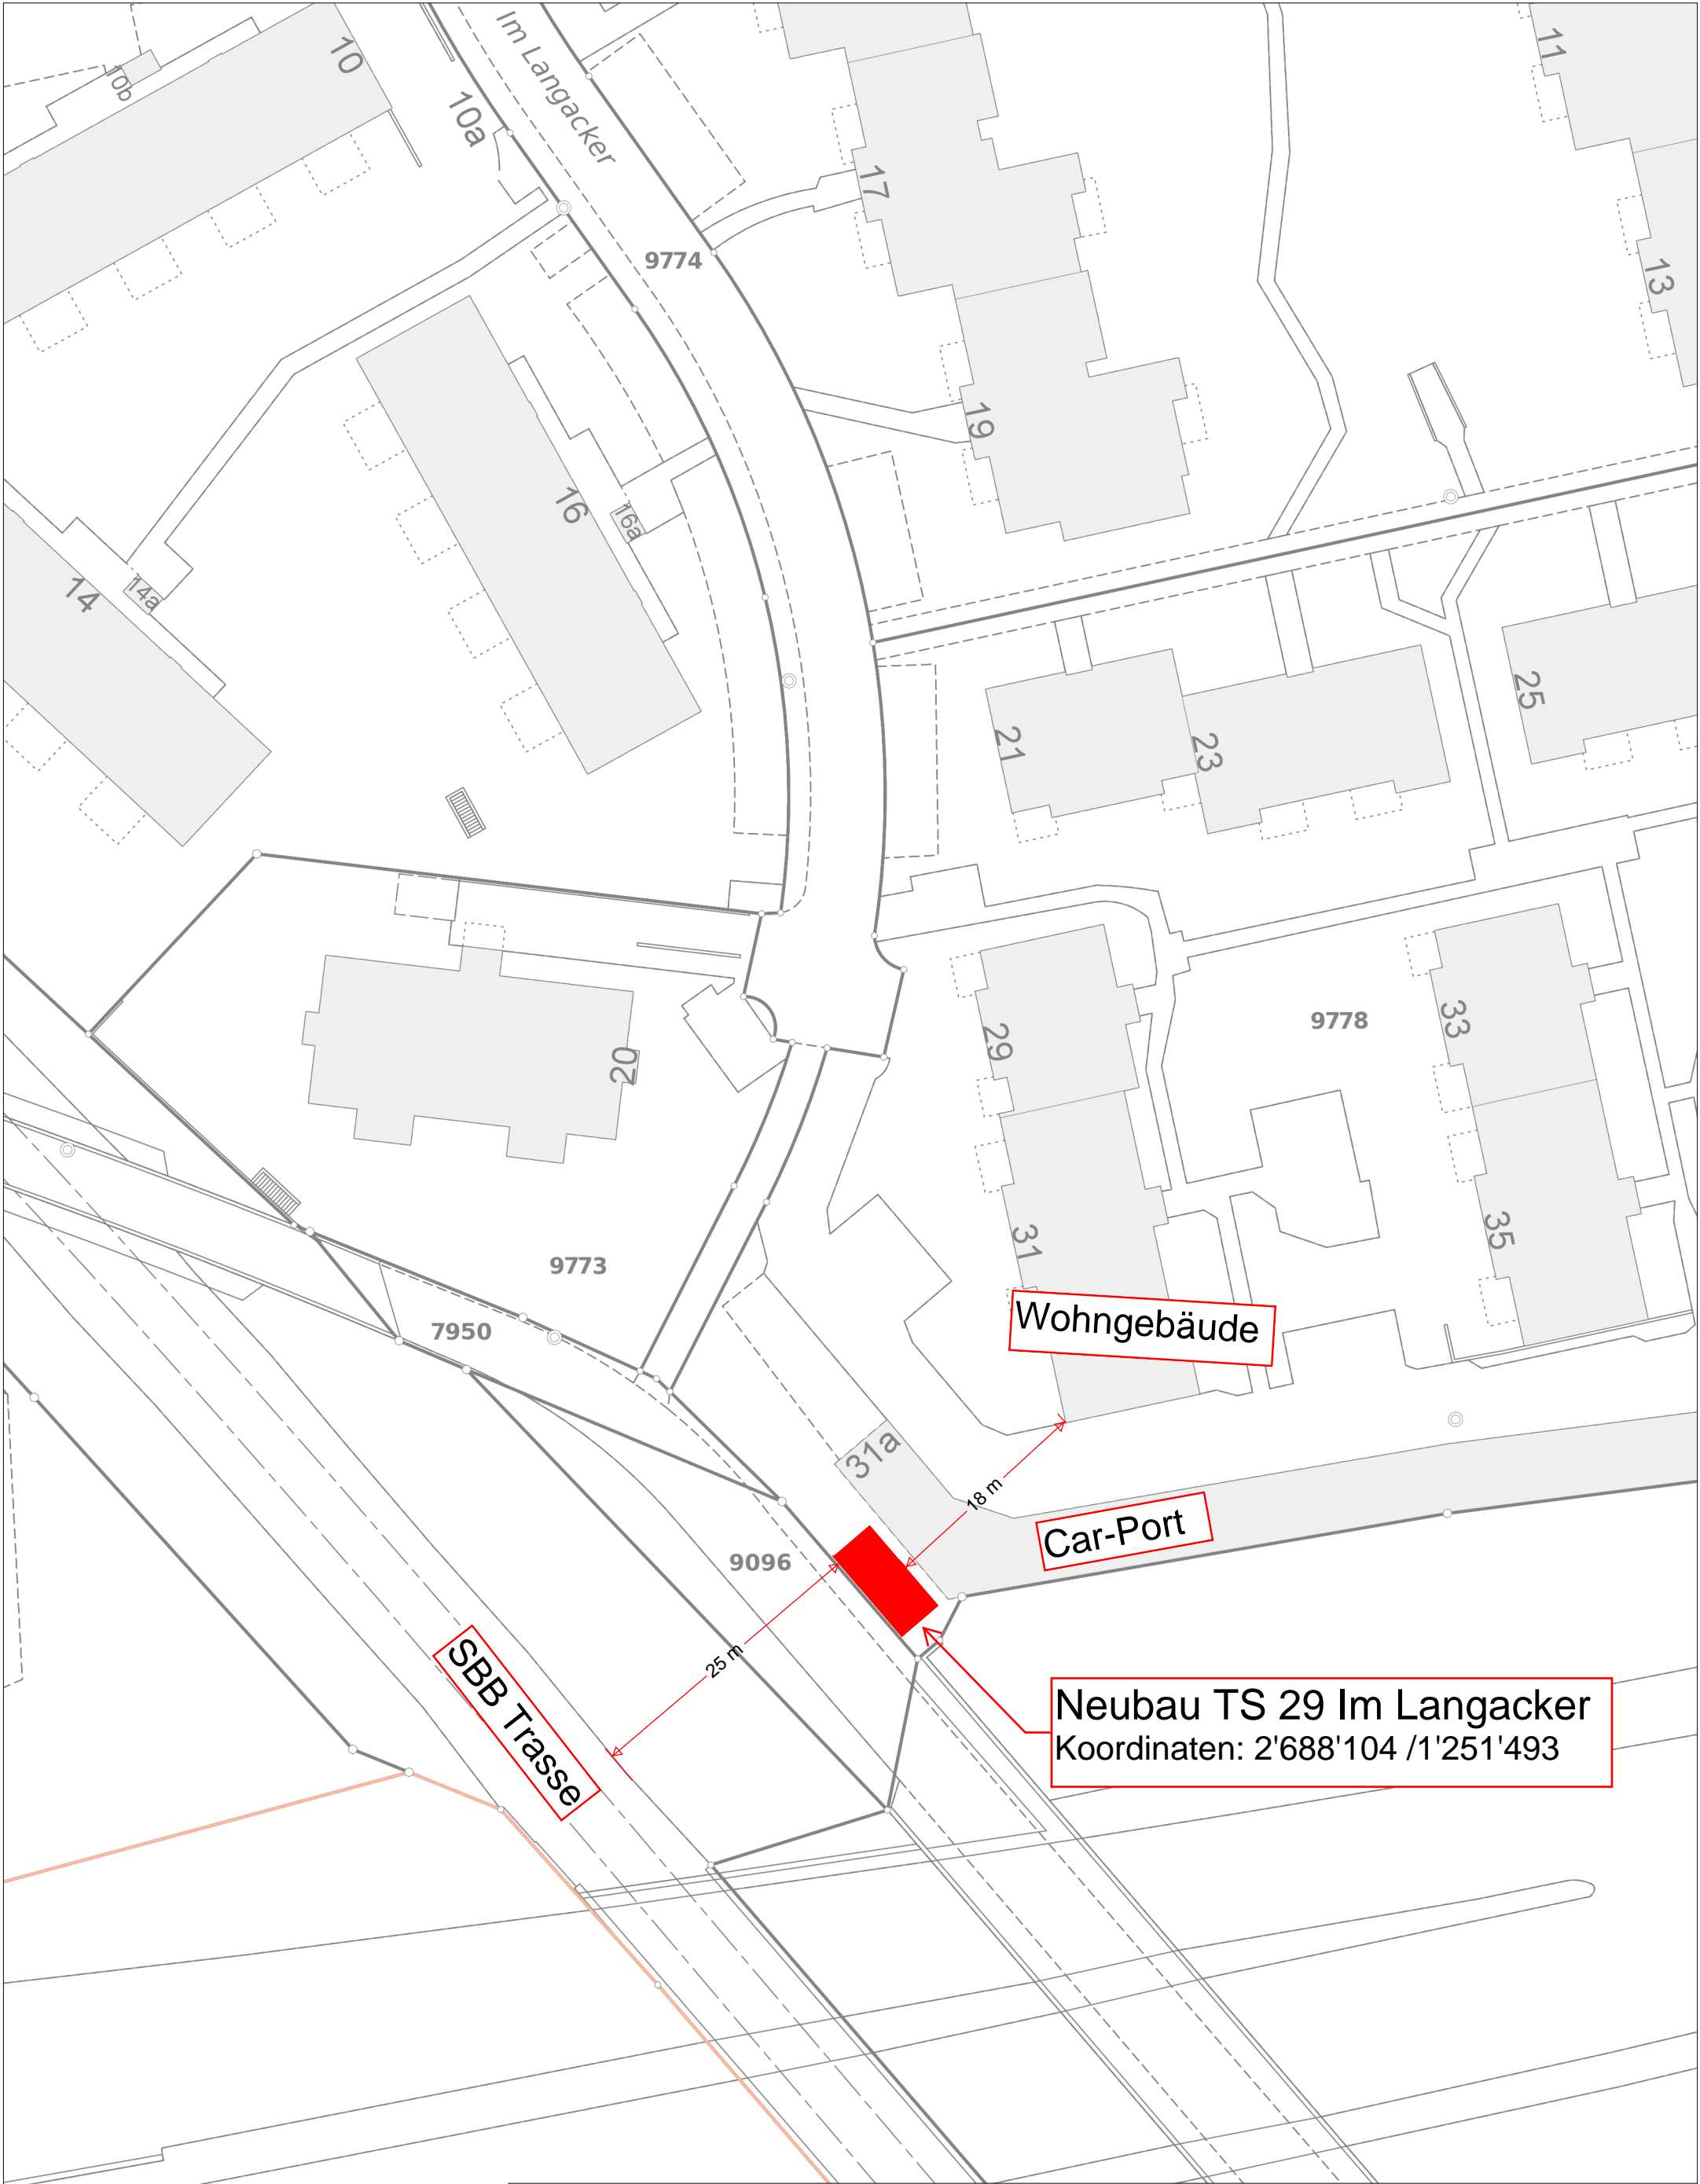 10
10b
10a
Im Langacker
11
17
13
9774
19
16
16a
14
14a
25
21
23
29
9778
33
20
31
35
9773
7950
Wohngebäude
31a
18 m
Car-Port
9096
25 m
SBB Trasse
Neubau TS 29 Im Langacker
Koordinaten: 2'688'104 /1'251'493